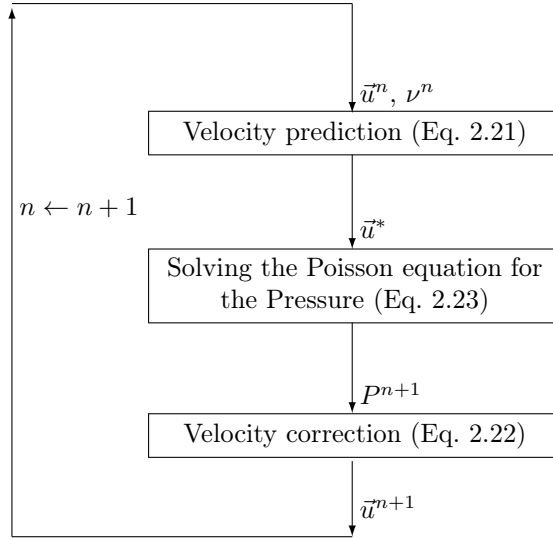 u⃗ⁿ, νⁿ
Velocity prediction (Eq. 2.21)
n ← n + 1
u⃗*
Solving the Poisson equation for
the Pressure (Eq. 2.23)
Pⁿ⁺¹
Velocity correction (Eq. 2.22)
u⃗ⁿ⁺¹